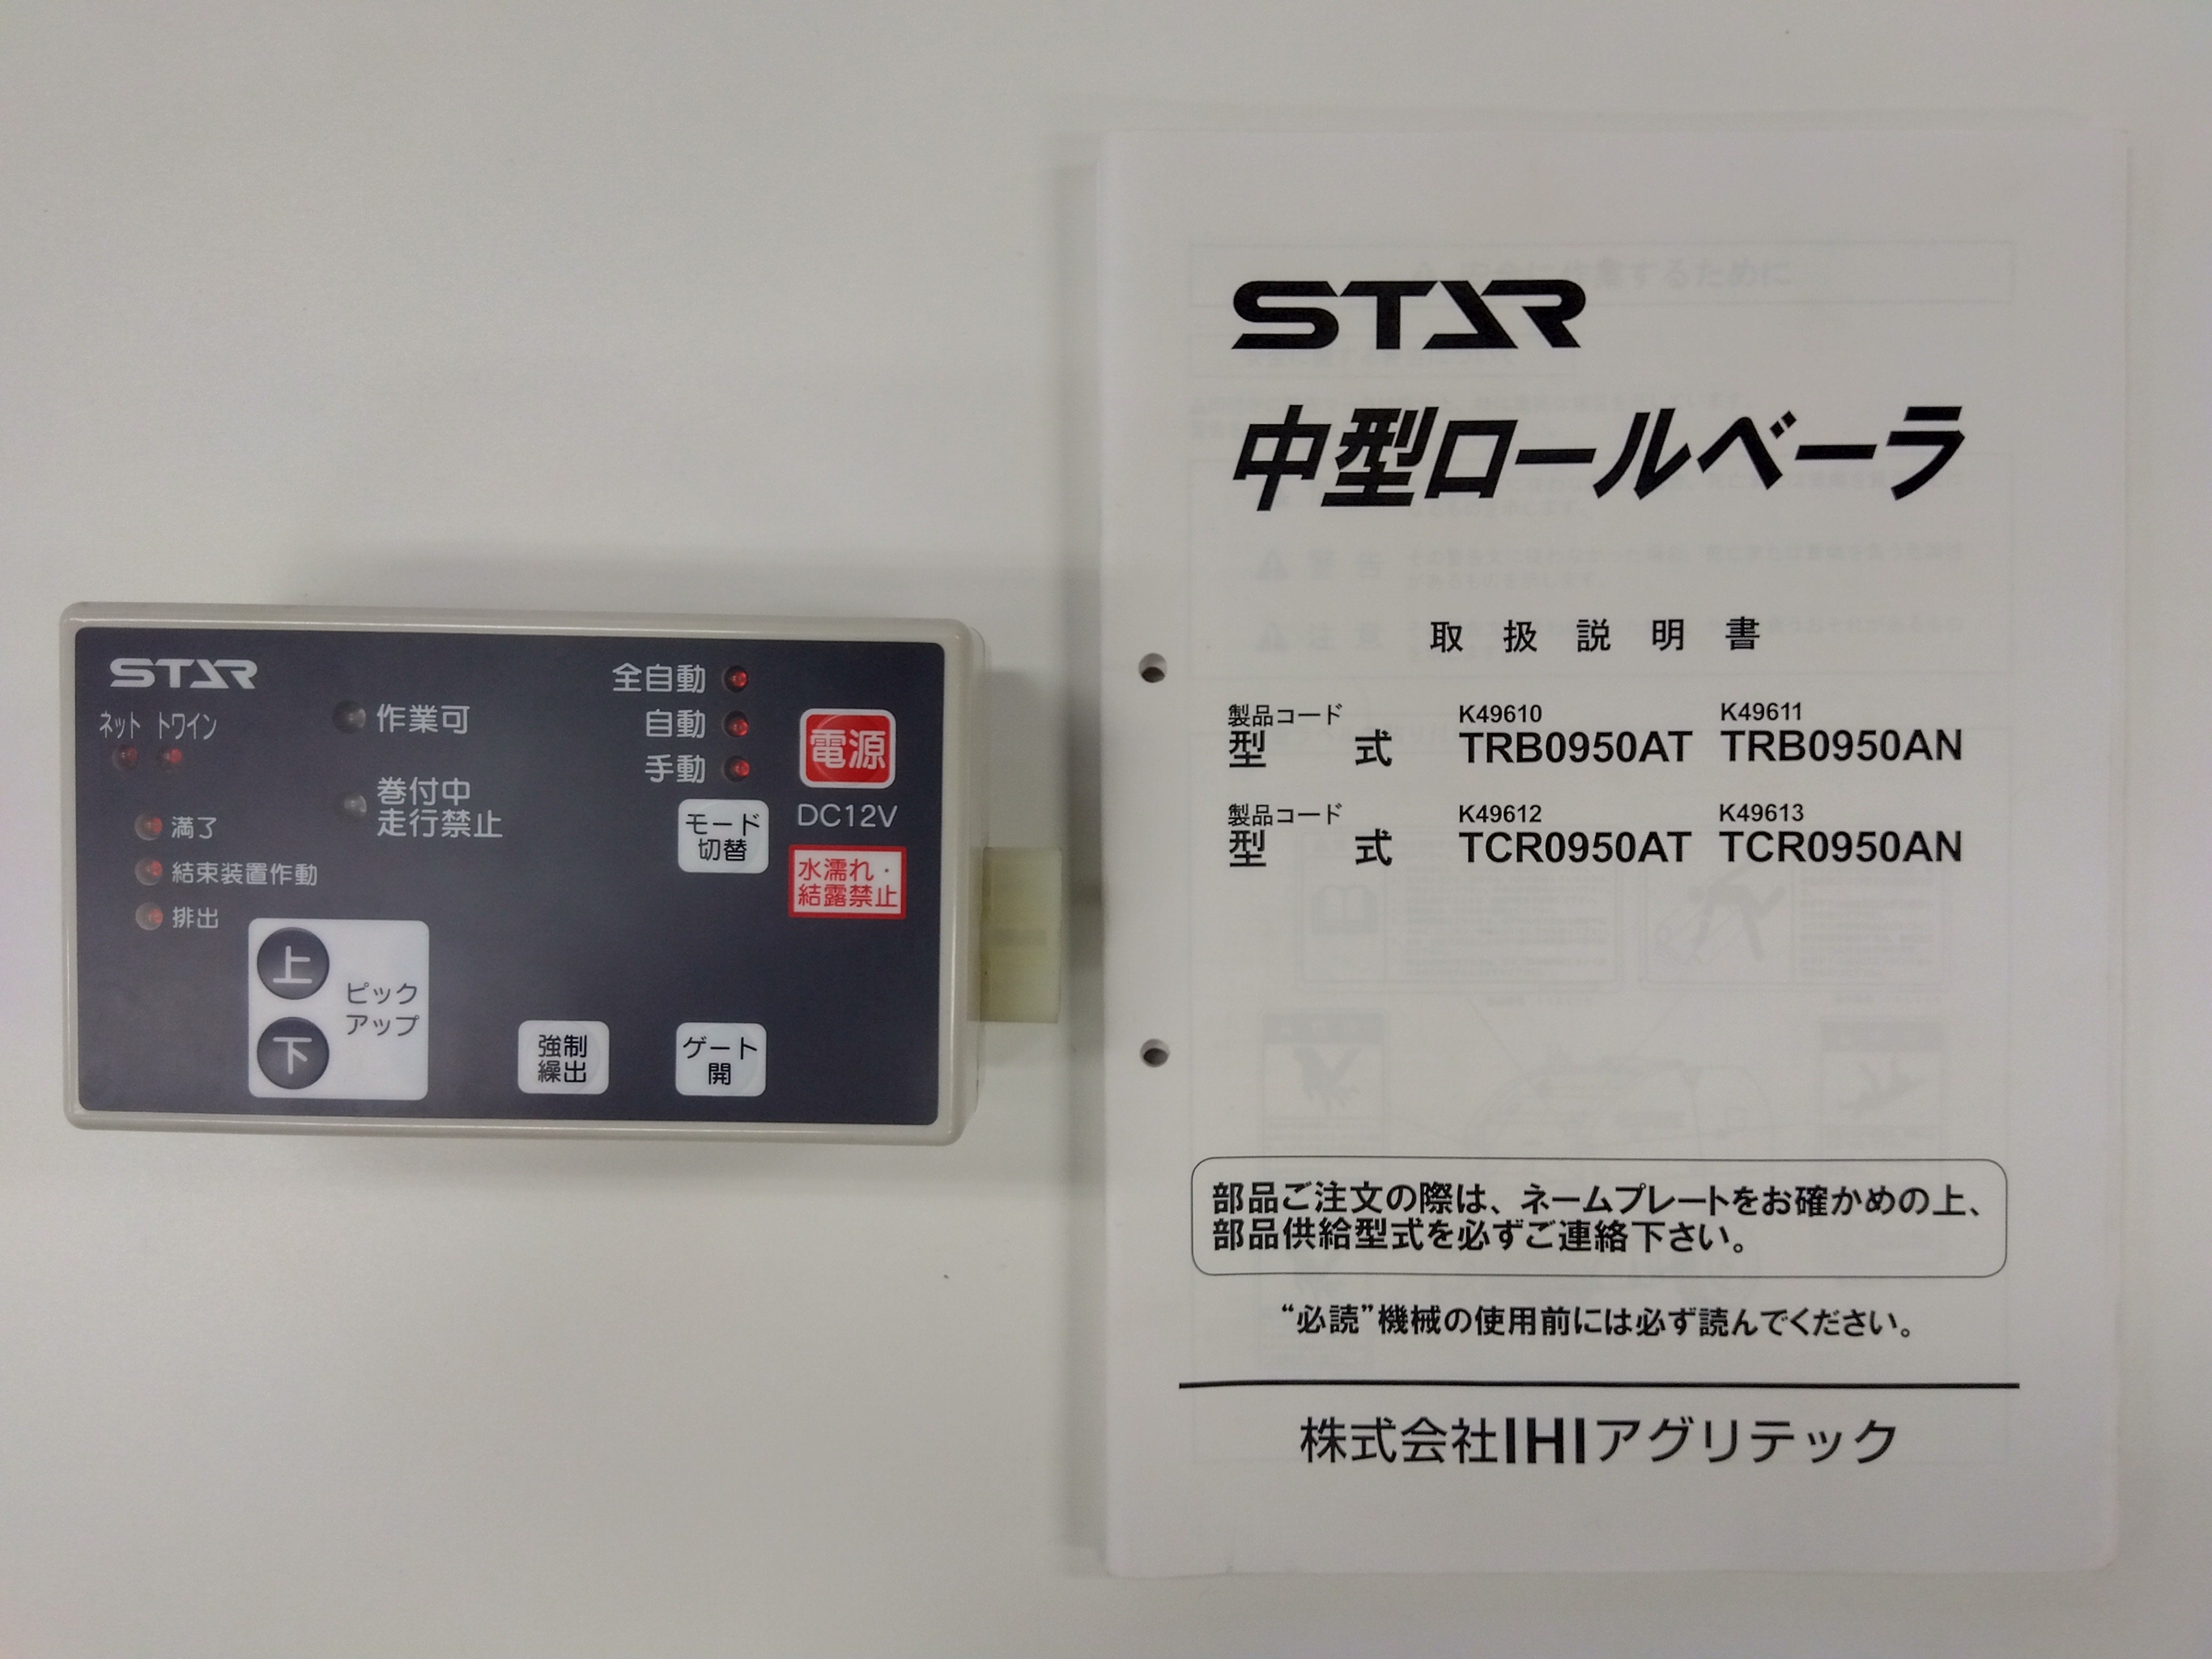 STAR
ネット トワイン
作業可
巻付中
走行禁止
満了
結束装置作動
排出
上
下
ピック
アップ
全自動
自動
手動
電源
DC12V
モード
切替
水濡れ・
結露禁止
強制
繰出
ゲート
開
STAR
中型ロールベーラ
取扱説明書
製品コード K49610 K49611
型式 TRB0950AT TRB0950AN
製品コード K49612 K49613
型式 TCR0950AT TCR0950AN
部品ご注文の際は、ネームプレートをお確かめの上、
部品供給型式を必ずご連絡下さい。
“必読”機械の使用前には必ず読んでください。
株式会社IHIアグリテック